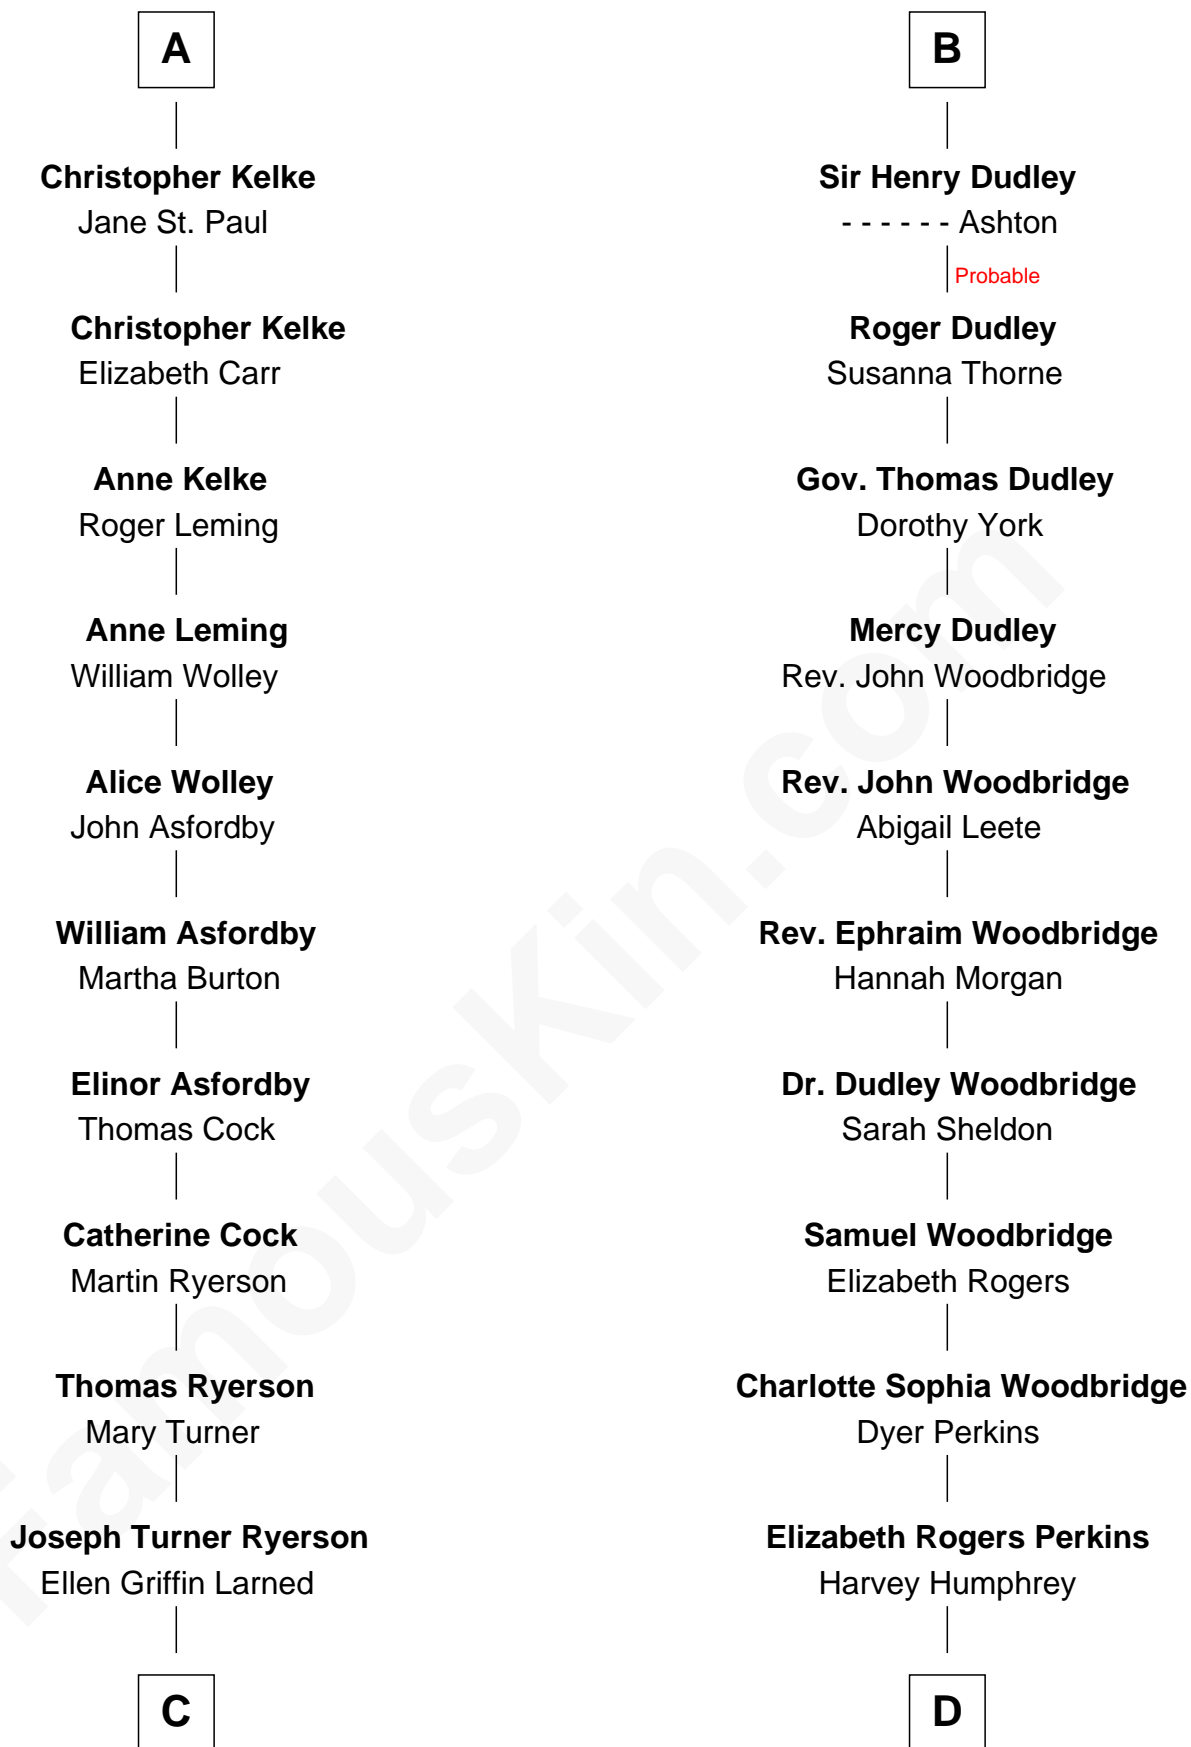 A
Christopher Kelke
Jane St. Paul
Christopher Kelke
Elizabeth Carr
Anne Kelke
Roger Leming
Anne Leming
William Wolley
Alice Wolley
John Asfordby
William Asfordby
Martha Burton
Elinor Asfordby
Thomas Cock
Catherine Cock
Martin Ryerson
Thomas Ryerson
Mary Turner
Joseph Turner Ryerson
Ellen Griffin Larned
C
B
Sir Henry Dudley
- - - - - - Ashton
Probable
Roger Dudley
Susanna Thorne
Gov. Thomas Dudley
Dorothy York
Mercy Dudley
Rev. John Woodbridge
Rev. John Woodbridge
Abigail Leete
Rev. Ephraim Woodbridge
Hannah Morgan
Dr. Dudley Woodbridge
Sarah Sheldon
Samuel Woodbridge
Elizabeth Rogers
Charlotte Sophia Woodbridge
Dyer Perkins
Elizabeth Rogers Perkins
Harvey Humphrey
D
FamousKin.com